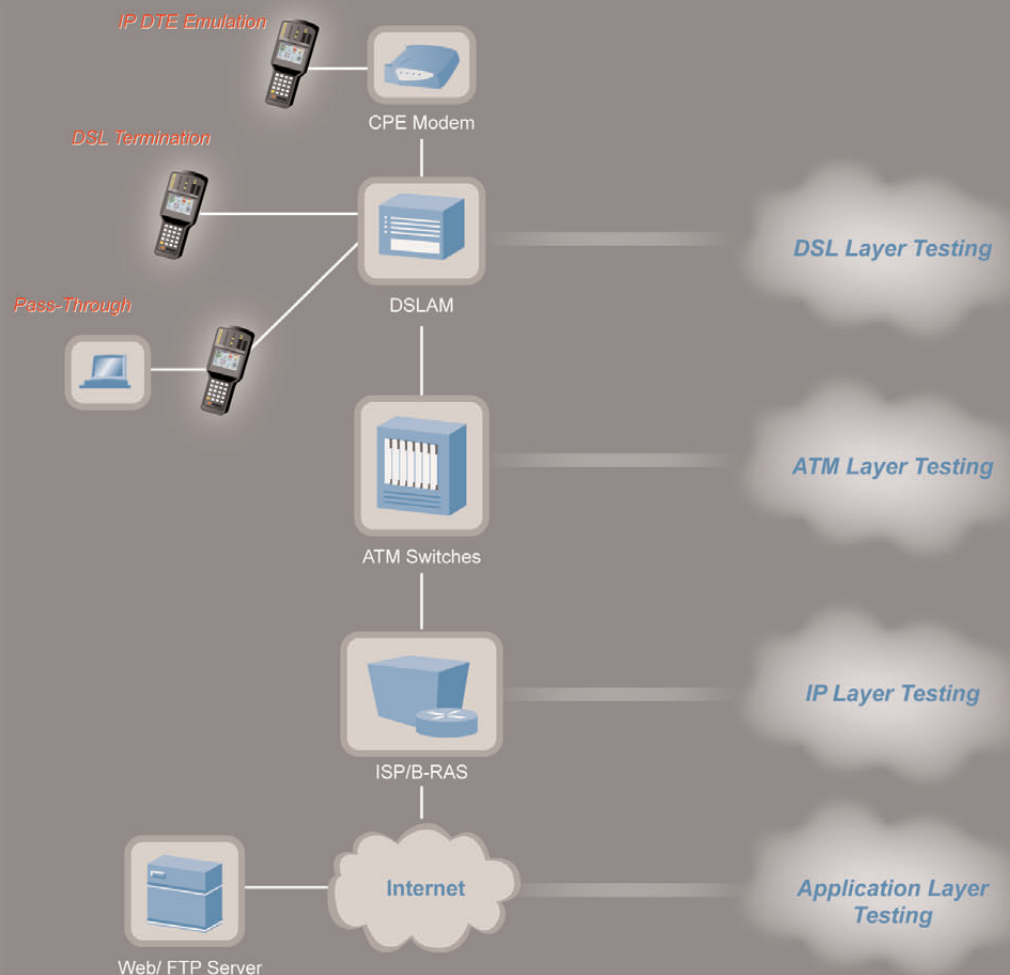 IP DTE Emulation
CPE Modem
DSL Termination
DSL Layer Testing
Pass-Through
DSLAM
ATM Layer Testing
ATM Switches
IP Layer Testing
ISP/B-RAS
Internet
Application Layer
Testing
Web/ FTP Server